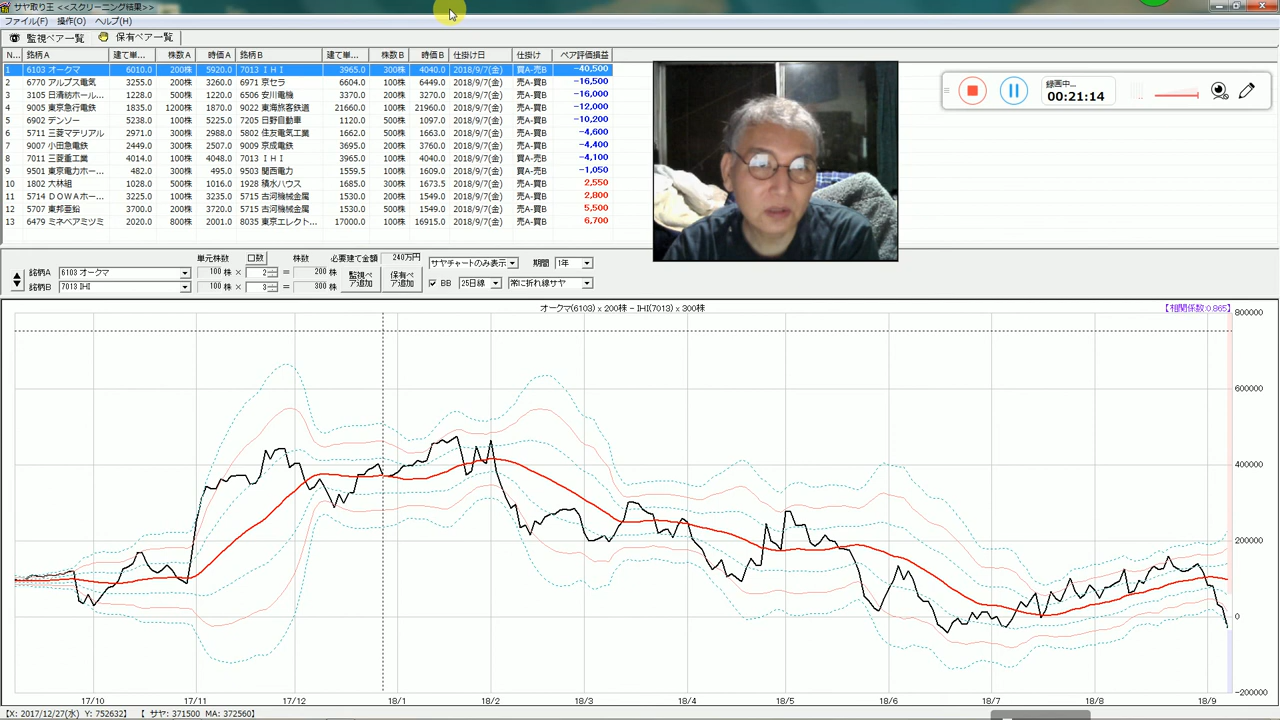 サヤ取り王 <<スクリーニング結果>>
ファイル(F) 操作(O) ヘルプ(H)
監視ペア一覧 保有ペア一覧
N... 銘柄A 建て単... 株数A 時価A 銘柄B 建て単... 株数B 時価B 仕掛け日 仕掛け ペア評価損益
1 6103 オークマ 6010.0 200株 5920.0 7013 ＩＨＩ 3965.0 300株 4040.0 2018/9/7(金) 買A-売B -40,500
2 6770 アルプス電気 3255.0 200株 3260.0 6971 京セラ 6604.0 100株 6449.0 2018/9/7(金) 売A-買B -16,500
3 3105 日清紡ホール... 1228.0 500株 1220.0 6506 安川電機 3370.0 200株 3270.0 2018/9/7(金) 売A-買B -16,000
4 9005 東京急行電鉄 1835.0 1200株 1870.0 9022 東海旅客鉄道 21660.0 100株 21960.0 2018/9/7(金) 売A-買B -12,000
5 6902 デンソー 5238.0 100株 5225.0 7205 日野自動車 1120.0 500株 1097.0 2018/9/7(金) 売A-買B -10,200
6 5711 三菱マテリアル 2971.0 300株 2988.0 5802 住友電気工業 1662.0 500株 1663.0 2018/9/7(金) 売A-買B -4,600
7 9007 小田急電鉄 2449.0 300株 2507.0 9009 京成電鉄 3695.0 200株 3760.0 2018/9/7(金) 売A-買B -4,400
8 7011 三菱重工業 4014.0 100株 4048.0 7013 ＩＨＩ 3965.0 100株 4040.0 2018/9/7(金) 買A-売B -4,100
9 9501 東京電力ホー... 482.0 300株 495.0 9503 関西電力 1559.5 100株 1609.0 2018/9/7(金) 買A-売B -1,050
10 1802 大林組 1028.0 500株 1016.0 1928 積水ハウス 1685.0 300株 1673.5 2018/9/7(金) 売A-買B 2,550
11 5714 ＤＯＷＡホー... 3225.0 100株 3235.0 5715 古河機械金属 1530.0 200株 1549.0 2018/9/7(金) 売A-買B 2,800
12 5707 東邦亜鉛 3700.0 200株 3720.0 5715 古河機械金属 1530.0 500株 1549.0 2018/9/7(金) 売A-買B 5,500
13 6479 ミネベアミツミ 2020.0 800株 2001.0 8035 東京エレクト... 17000.0 100株 16915.0 2018/9/7(金) 売A-買B 6,700
録画中...
00:21:14
単元株数 口数 株数 必要建て金額 240万円
銘柄A 6103 オークマ 100 株 × 2 = 200 株
銘柄B 7013 IHI 100 株 × 3 = 300 株
監視ペア追加 保有ペア追加
サヤチャートのみ表示 期間 1年
BB 25日線 常に折れ線サヤ
オークマ(6103) x 200株 - IHI(7013) x 300株
【相関係数:0.865】
800000
600000
400000
200000
0
-200000
17/10 17/11 17/12 18/1 18/2 18/3 18/4 18/5 18/6 18/7 18/8 18/9
【X: 2017/12/27(水) Y: 752632】 【 サヤ: 371500 MA: 372560】